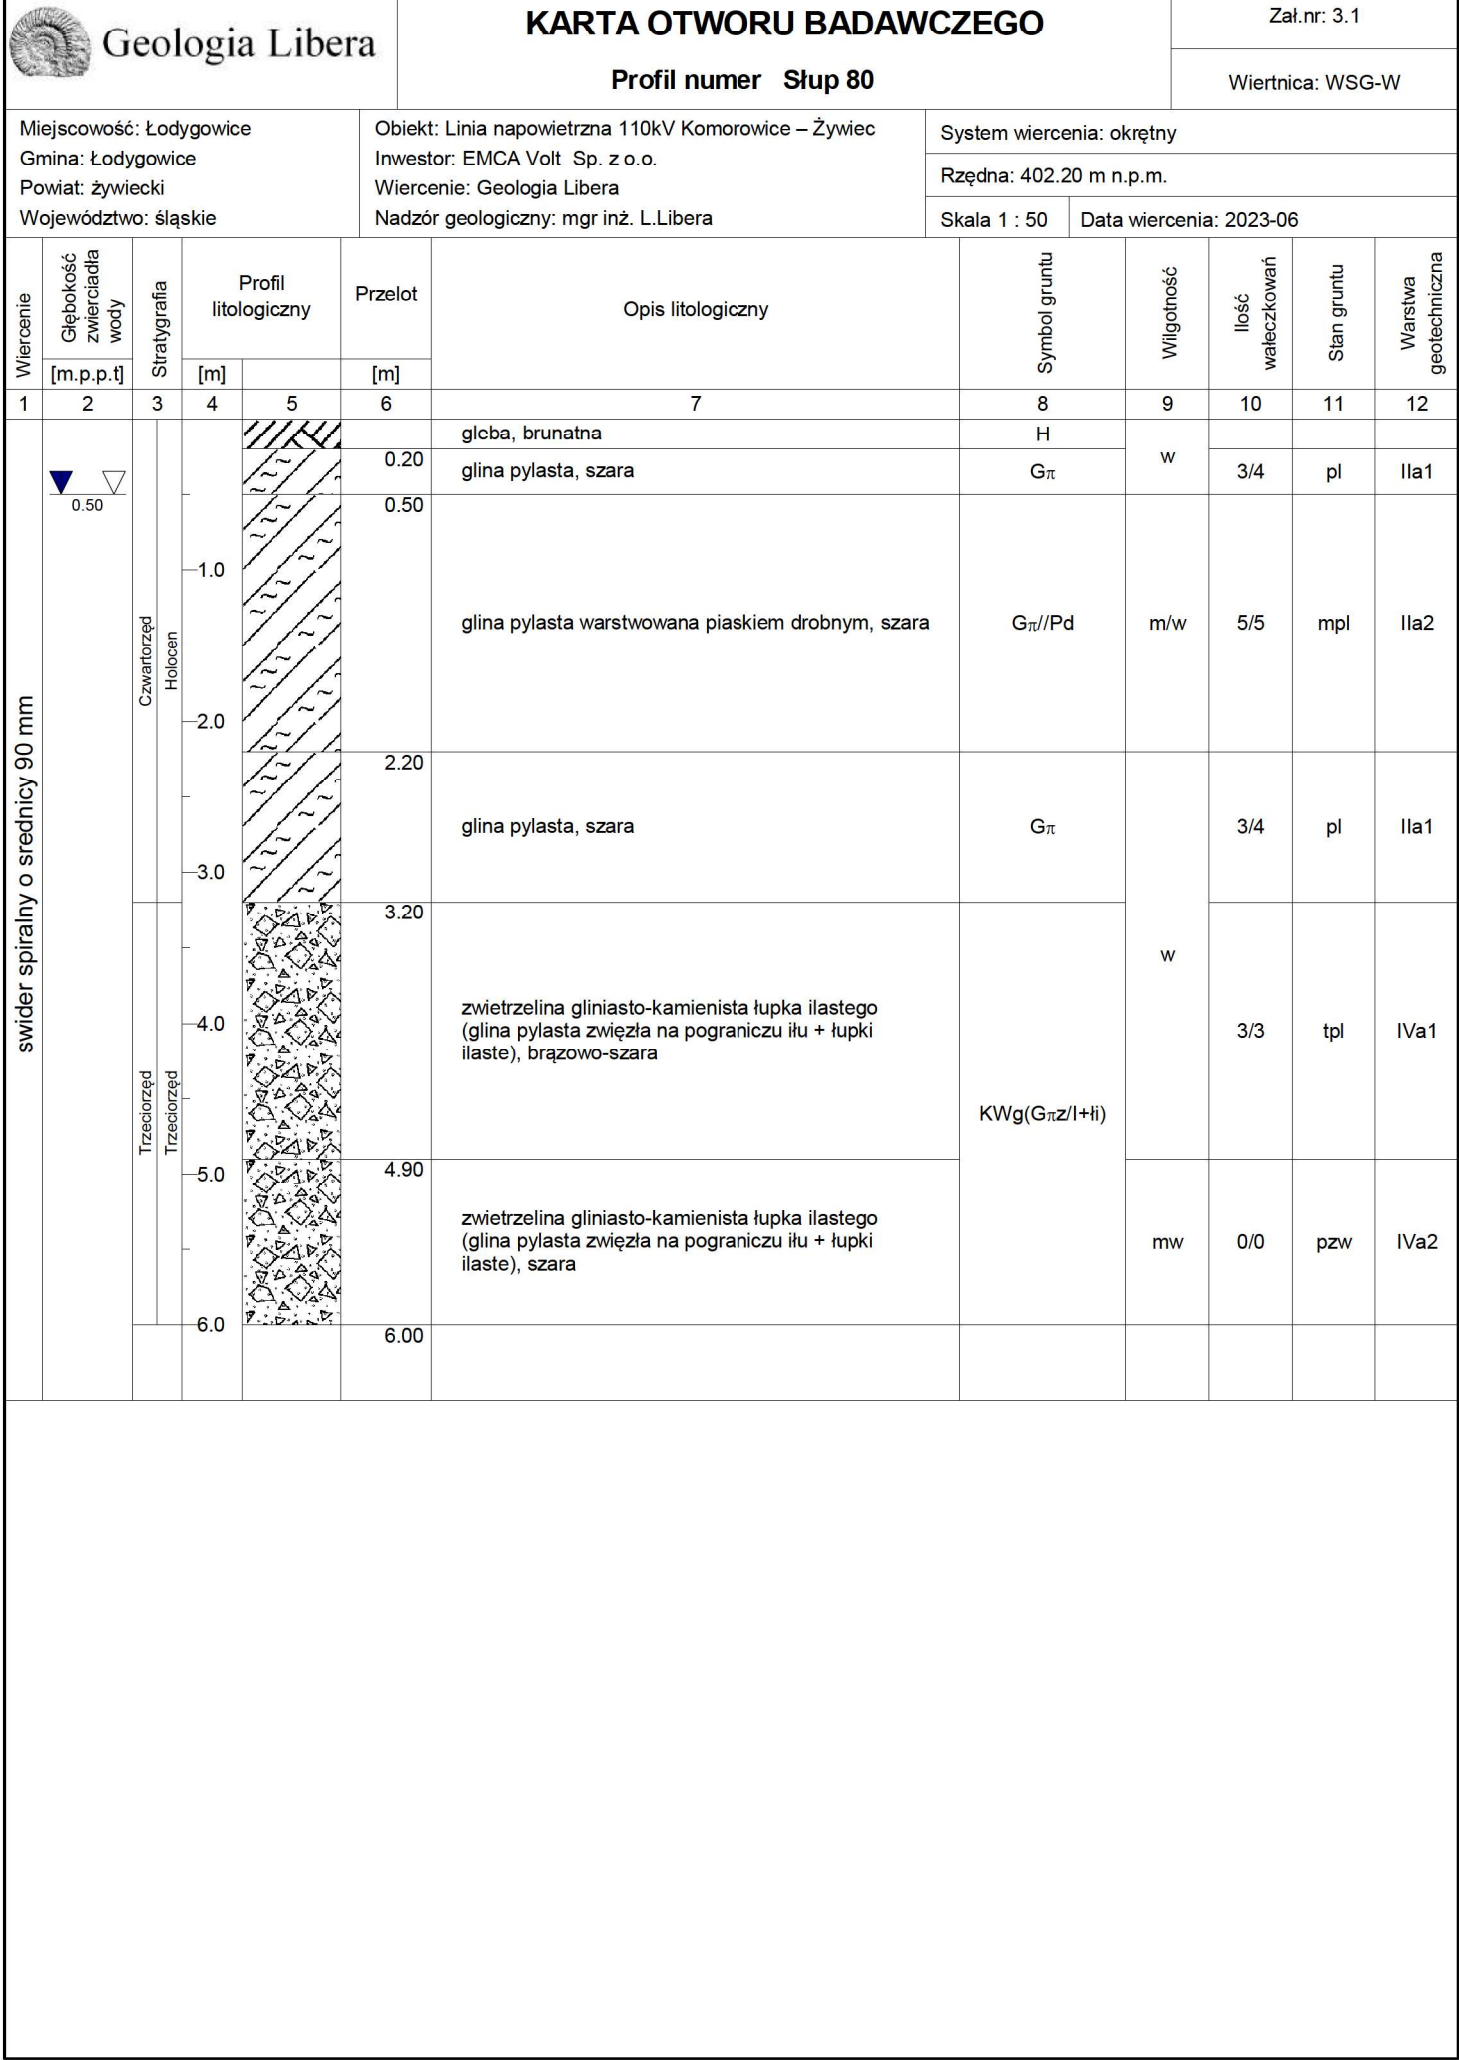 Geologia Libera
KARTA OTWORU BADAWCZEGO
Profil numer Słup 80
Zał.nr: 3.1
Wiertnica: WSG-W
Miejscowość: Łodygowice
Gmina: Łodygowice
Powiat: żywiecki
Województwo: śląskie
Obiekt: Linia napowietrzna 110kV Komorowice – Żywiec
Inwestor: EMCA Volt Sp. z o.o.
Wiercenie: Geologia Libera
Nadzór geologiczny: mgr inż. L.Libera
System wiercenia: okrętny
Rzędna: 402.20 m n.p.m.
Skala 1 : 50
Data wiercenia: 2023-06
Wiercenie
Głębokość
zwierciadła
wody
[m.p.p.t]
Stratygrafia
Profil
litologiczny
[m]
Przelot
[m]
Opis litologiczny
Symbol gruntu
Wilgotność
Ilość
wałeczkowań
Stan gruntu
Warstwa
geotechniczna
1 2 3 4 5 6 7 8 9 10 11 12
swider spiralny o srednicy 90 mm
0.50
Czwartorzęd
Holocen
Trzeciorzęd
Trzeciorzęd
1.0
2.0
3.0
4.0
5.0
6.0
gleba, brunatna H
w
0.20
glina pylasta, szara Gπ 3/4 pl IIa1
0.50
glina pylasta warstwowana piaskiem drobnym, szara Gπ//Pd m/w 5/5 mpl IIa2
2.20
glina pylasta, szara Gπ 3/4 pl IIa1
3.20
w
zwietrzelina gliniasto-kamienista łupka ilastego
(glina pylasta zwięzła na pograniczu iłu + łupki
ilaste), brązowo-szara
3/3 tpl IVa1
KWg(Gπz/I+łi)
4.90
zwietrzelina gliniasto-kamienista łupka ilastego
(glina pylasta zwięzła na pograniczu iłu + łupki
ilaste), szara
mw 0/0 pzw IVa2
6.00